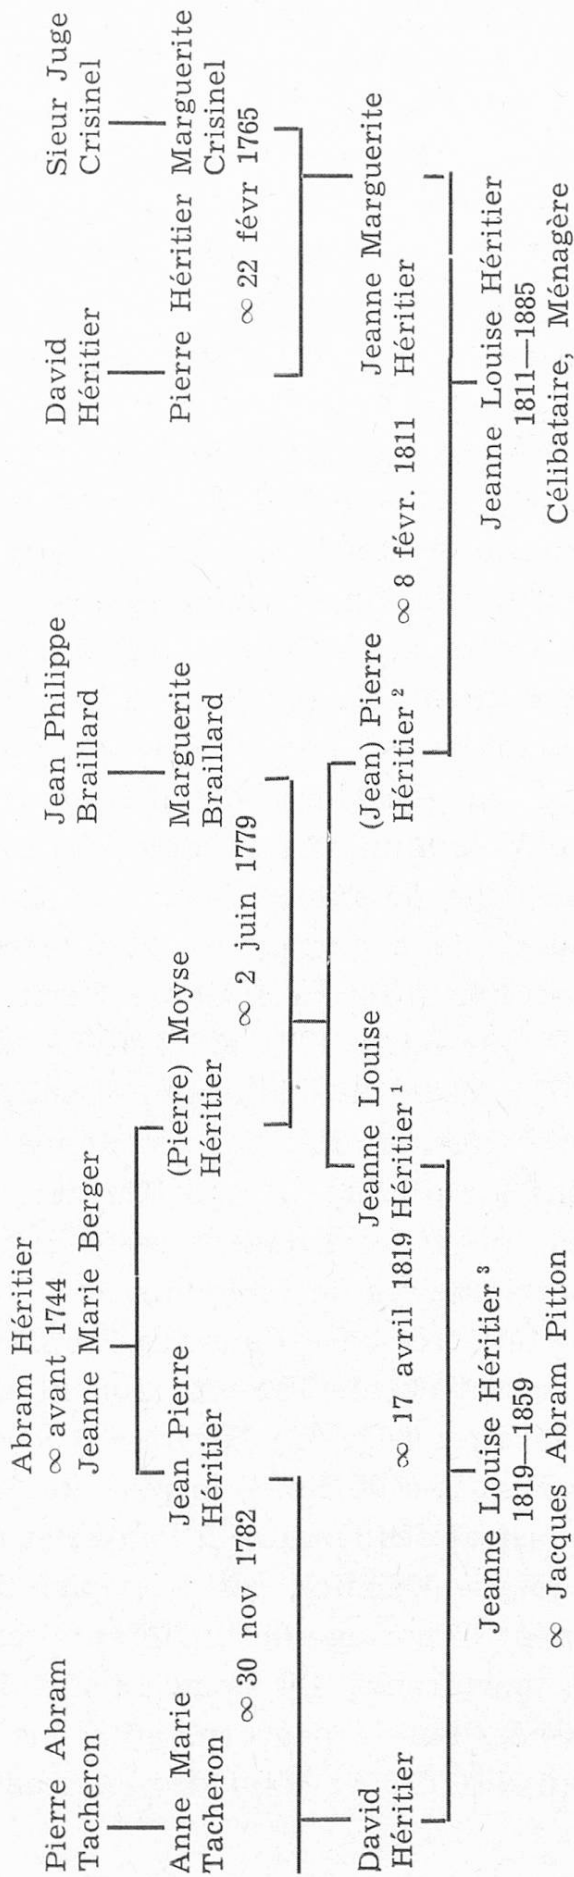 Abram Héritier
∞ avant 1744
Jeanne Marie Berger
Pierre Abram
Tacheron
Jean Philippe
Braillard
David
Héritier
Sieur Juge
Crisinel
Anne Marie
Tacheron
Jean Pierre
Héritier
(Pierre) Moyse
Héritier
Marguerite
Braillard
Pierre Héritier
Marguerite
Crisinel
∞ 30 nov 1782
∞ 2 juin 1779
∞ 22 févr 1765
David
Héritier
Jeanne Louise
∞ 17 avril 1819 Héritier ¹
(Jean) Pierre
Héritier ²
∞ 8 févr. 1811
Jeanne Marguerite
Héritier
Jeanne Louise Héritier ³
1819—1859
∞ Jacques Abram Pitton
Jeanne Louise Héritier
1811—1885
Célibataire, Ménagère